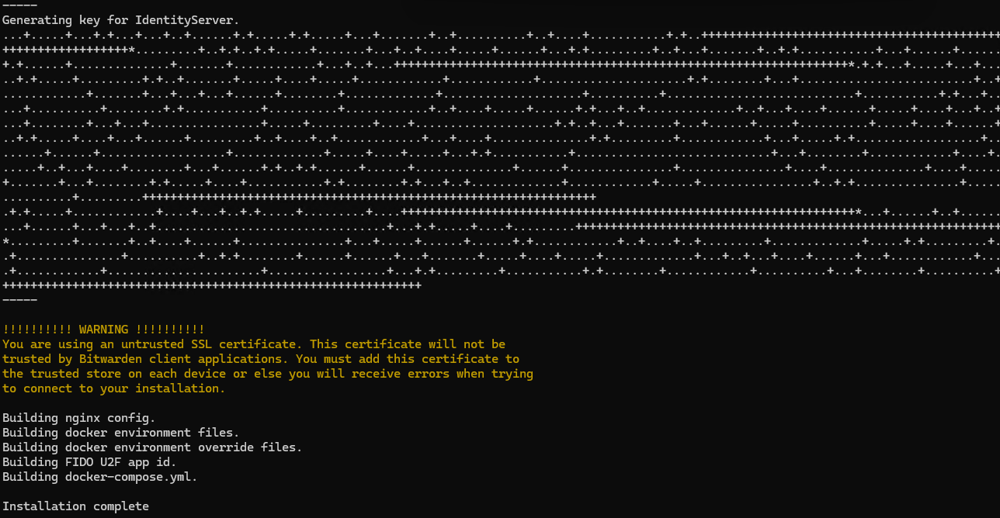 -----
Generating key for IdentityServer.
-----
!!!!!!!!!! WARNING !!!!!!!!!!
You are using an untrusted SSL certificate. This certificate will not be
trusted by Bitwarden client applications. You must add this certificate to
the trusted store on each device or else you will receive errors when trying
to connect to your installation.
Building nginx config.
Building docker environment files.
Building docker environment override files.
Building FIDO U2F app id.
Building docker-compose.yml.
Installation complete